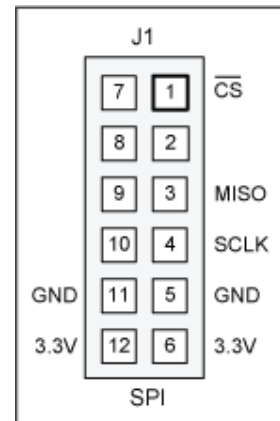 J1
7 1 C̅S̅
8 2
9 3 MISO
10 4 SCLK
GND 11 5 GND
3.3V 12 6 3.3V
SPI